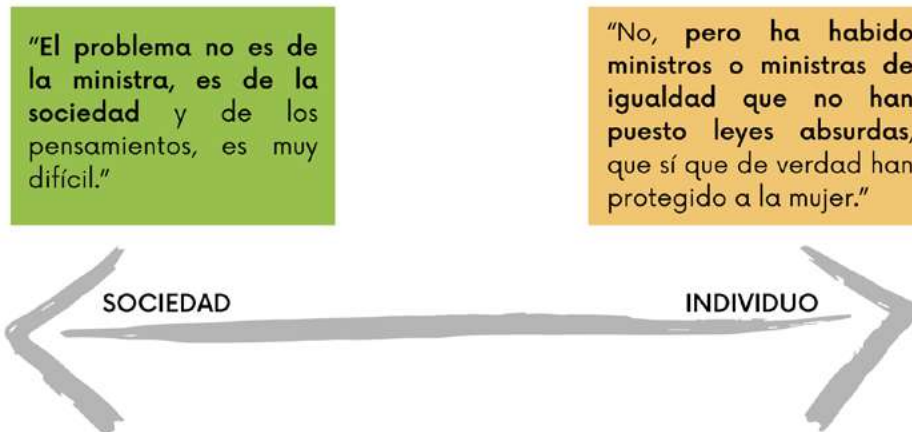 "El problema no es de
la ministra, es de la
sociedad y de los
pensamientos, es muy
difícil."
"No, pero ha habido
ministros o ministras de
igualdad que no han
puesto leyes absurdas,
que sí que de verdad han
protegido a la mujer."
SOCIEDAD
INDIVIDUO